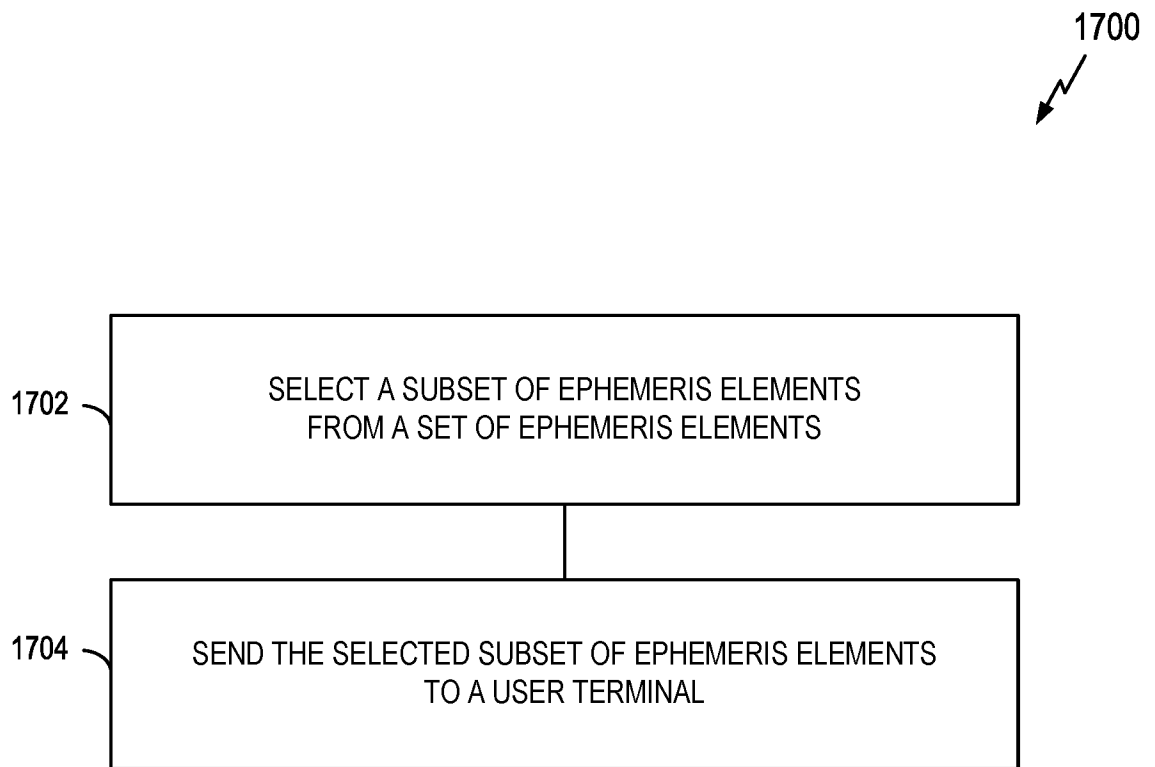 1700
1702
SELECT A SUBSET OF EPHEMERIS ELEMENTS
FROM A SET OF EPHEMERIS ELEMENTS
1704
SEND THE SELECTED SUBSET OF EPHEMERIS ELEMENTS
TO A USER TERMINAL